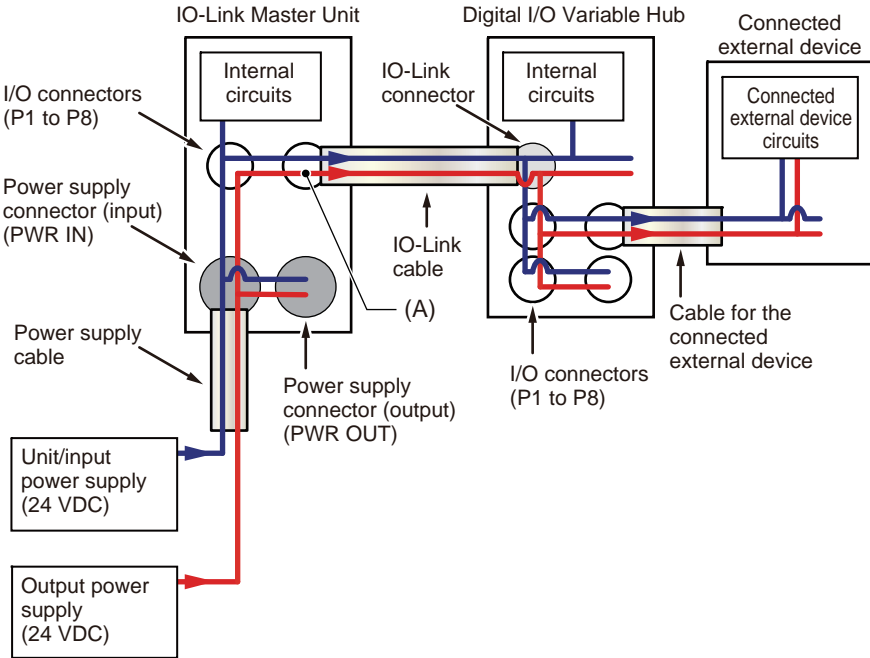 IO-Link Master Unit
Digital I/O Variable Hub
Connected
external device
Internal
circuits
I/O connectors
(P1 to P8)
IO-Link
connector
Internal
circuits
Connected
external device
circuits
Power supply
connector (input)
(PWR IN)
IO-Link
cable
(A)
Power supply
cable
Power supply
connector (output)
(PWR OUT)
I/O connectors
(P1 to P8)
Cable for the
connected
external device
Unit/input
power supply
(24 VDC)
Output power
supply
(24 VDC)